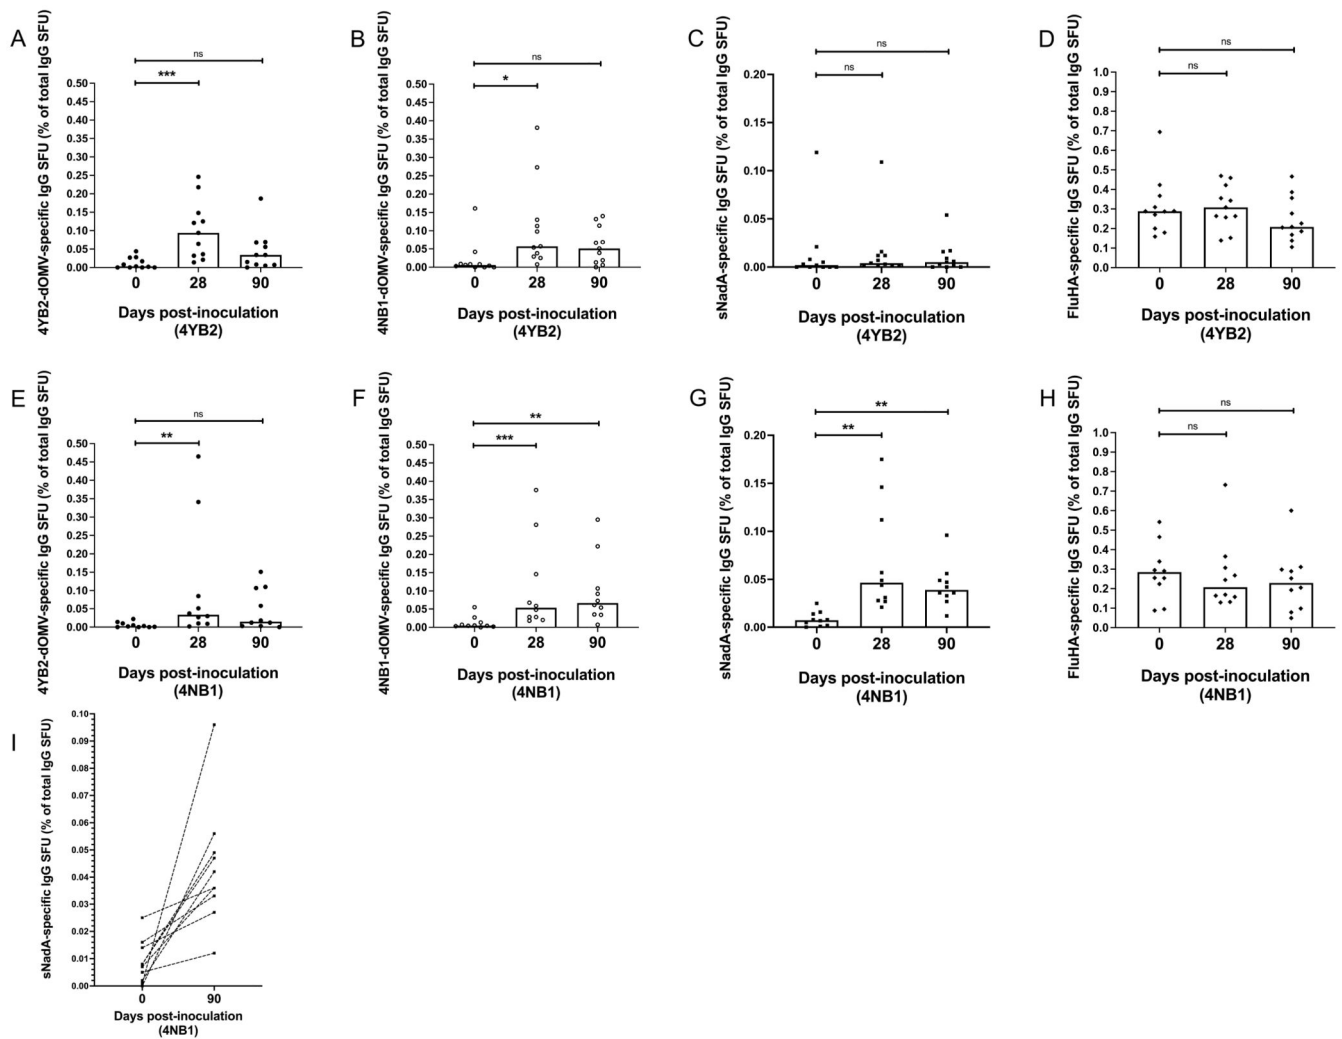 A
4YB2-dOMV-specific IgG SFU (% of total IgG SFU)
ns
***
0.50
0.45
0.40
0.35
0.30
0.25
0.20
0.15
0.10
0.05
0.00
0 28 90
Days post-inoculation
(4YB2)
B
4NB1-dOMV-specific IgG SFU (% of total IgG SFU)
ns
*
0.50
0.45
0.40
0.35
0.30
0.25
0.20
0.15
0.10
0.05
0.00
0 28 90
Days post-inoculation
(4YB2)
C
sNadA-specific IgG SFU (% of total IgG SFU)
ns
ns
0.20
0.15
0.10
0.05
0.00
0 28 90
Days post-inoculation
(4YB2)
D
FluHA-specific IgG SFU (% of total IgG SFU)
ns
ns
1.0
0.9
0.8
0.7
0.6
0.5
0.4
0.3
0.2
0.1
0.0
0 28 90
Days post-inoculation
(4YB2)
E
4YB2-dOMV-specific IgG SFU (% of total IgG SFU)
ns
**
0.50
0.45
0.40
0.35
0.30
0.25
0.20
0.15
0.10
0.05
0.00
0 28 90
Days post-inoculation
(4NB1)
F
4NB1-dOMV-specific IgG SFU (% of total IgG SFU)
**
***
0.50
0.45
0.40
0.35
0.30
0.25
0.20
0.15
0.10
0.05
0.00
0 28 90
Days post-inoculation
(4NB1)
G
sNadA-specific IgG SFU (% of total IgG SFU)
**
**
0.20
0.15
0.10
0.05
0.00
0 28 90
Days post-inoculation
(4NB1)
H
FluHA-specific IgG SFU (% of total IgG SFU)
ns
ns
1.0
0.9
0.8
0.7
0.6
0.5
0.4
0.3
0.2
0.1
0.0
0 28 90
Days post-inoculation
(4NB1)
I
sNadA-specific IgG SFU (% of total IgG SFU)
0.10
0.09
0.08
0.07
0.06
0.05
0.04
0.03
0.02
0.01
0.00
0 90
Days post-inoculation
(4NB1)